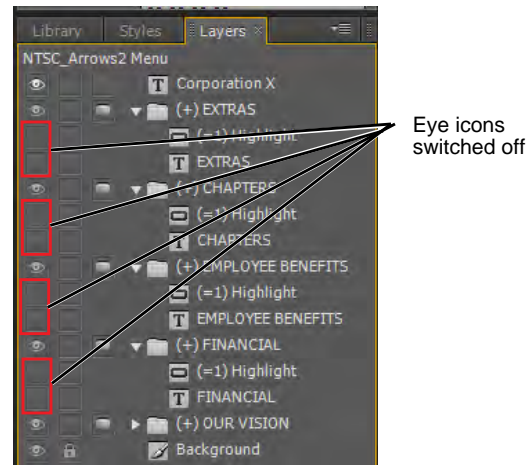 Library Styles Layers
NTSC_Arrows2 Menu
T Corporation X
(+) EXTRAS
(=1) Highlight
T EXTRAS
(+) CHAPTERS
(=1) Highlight
T CHAPTERS
(+) EMPLOYEE BENEFITS
(=1) Highlight
T EMPLOYEE BENEFITS
(+) FINANCIAL
(=1) Highlight
T FINANCIAL
(+) OUR VISION
Background
Eye icons
switched off